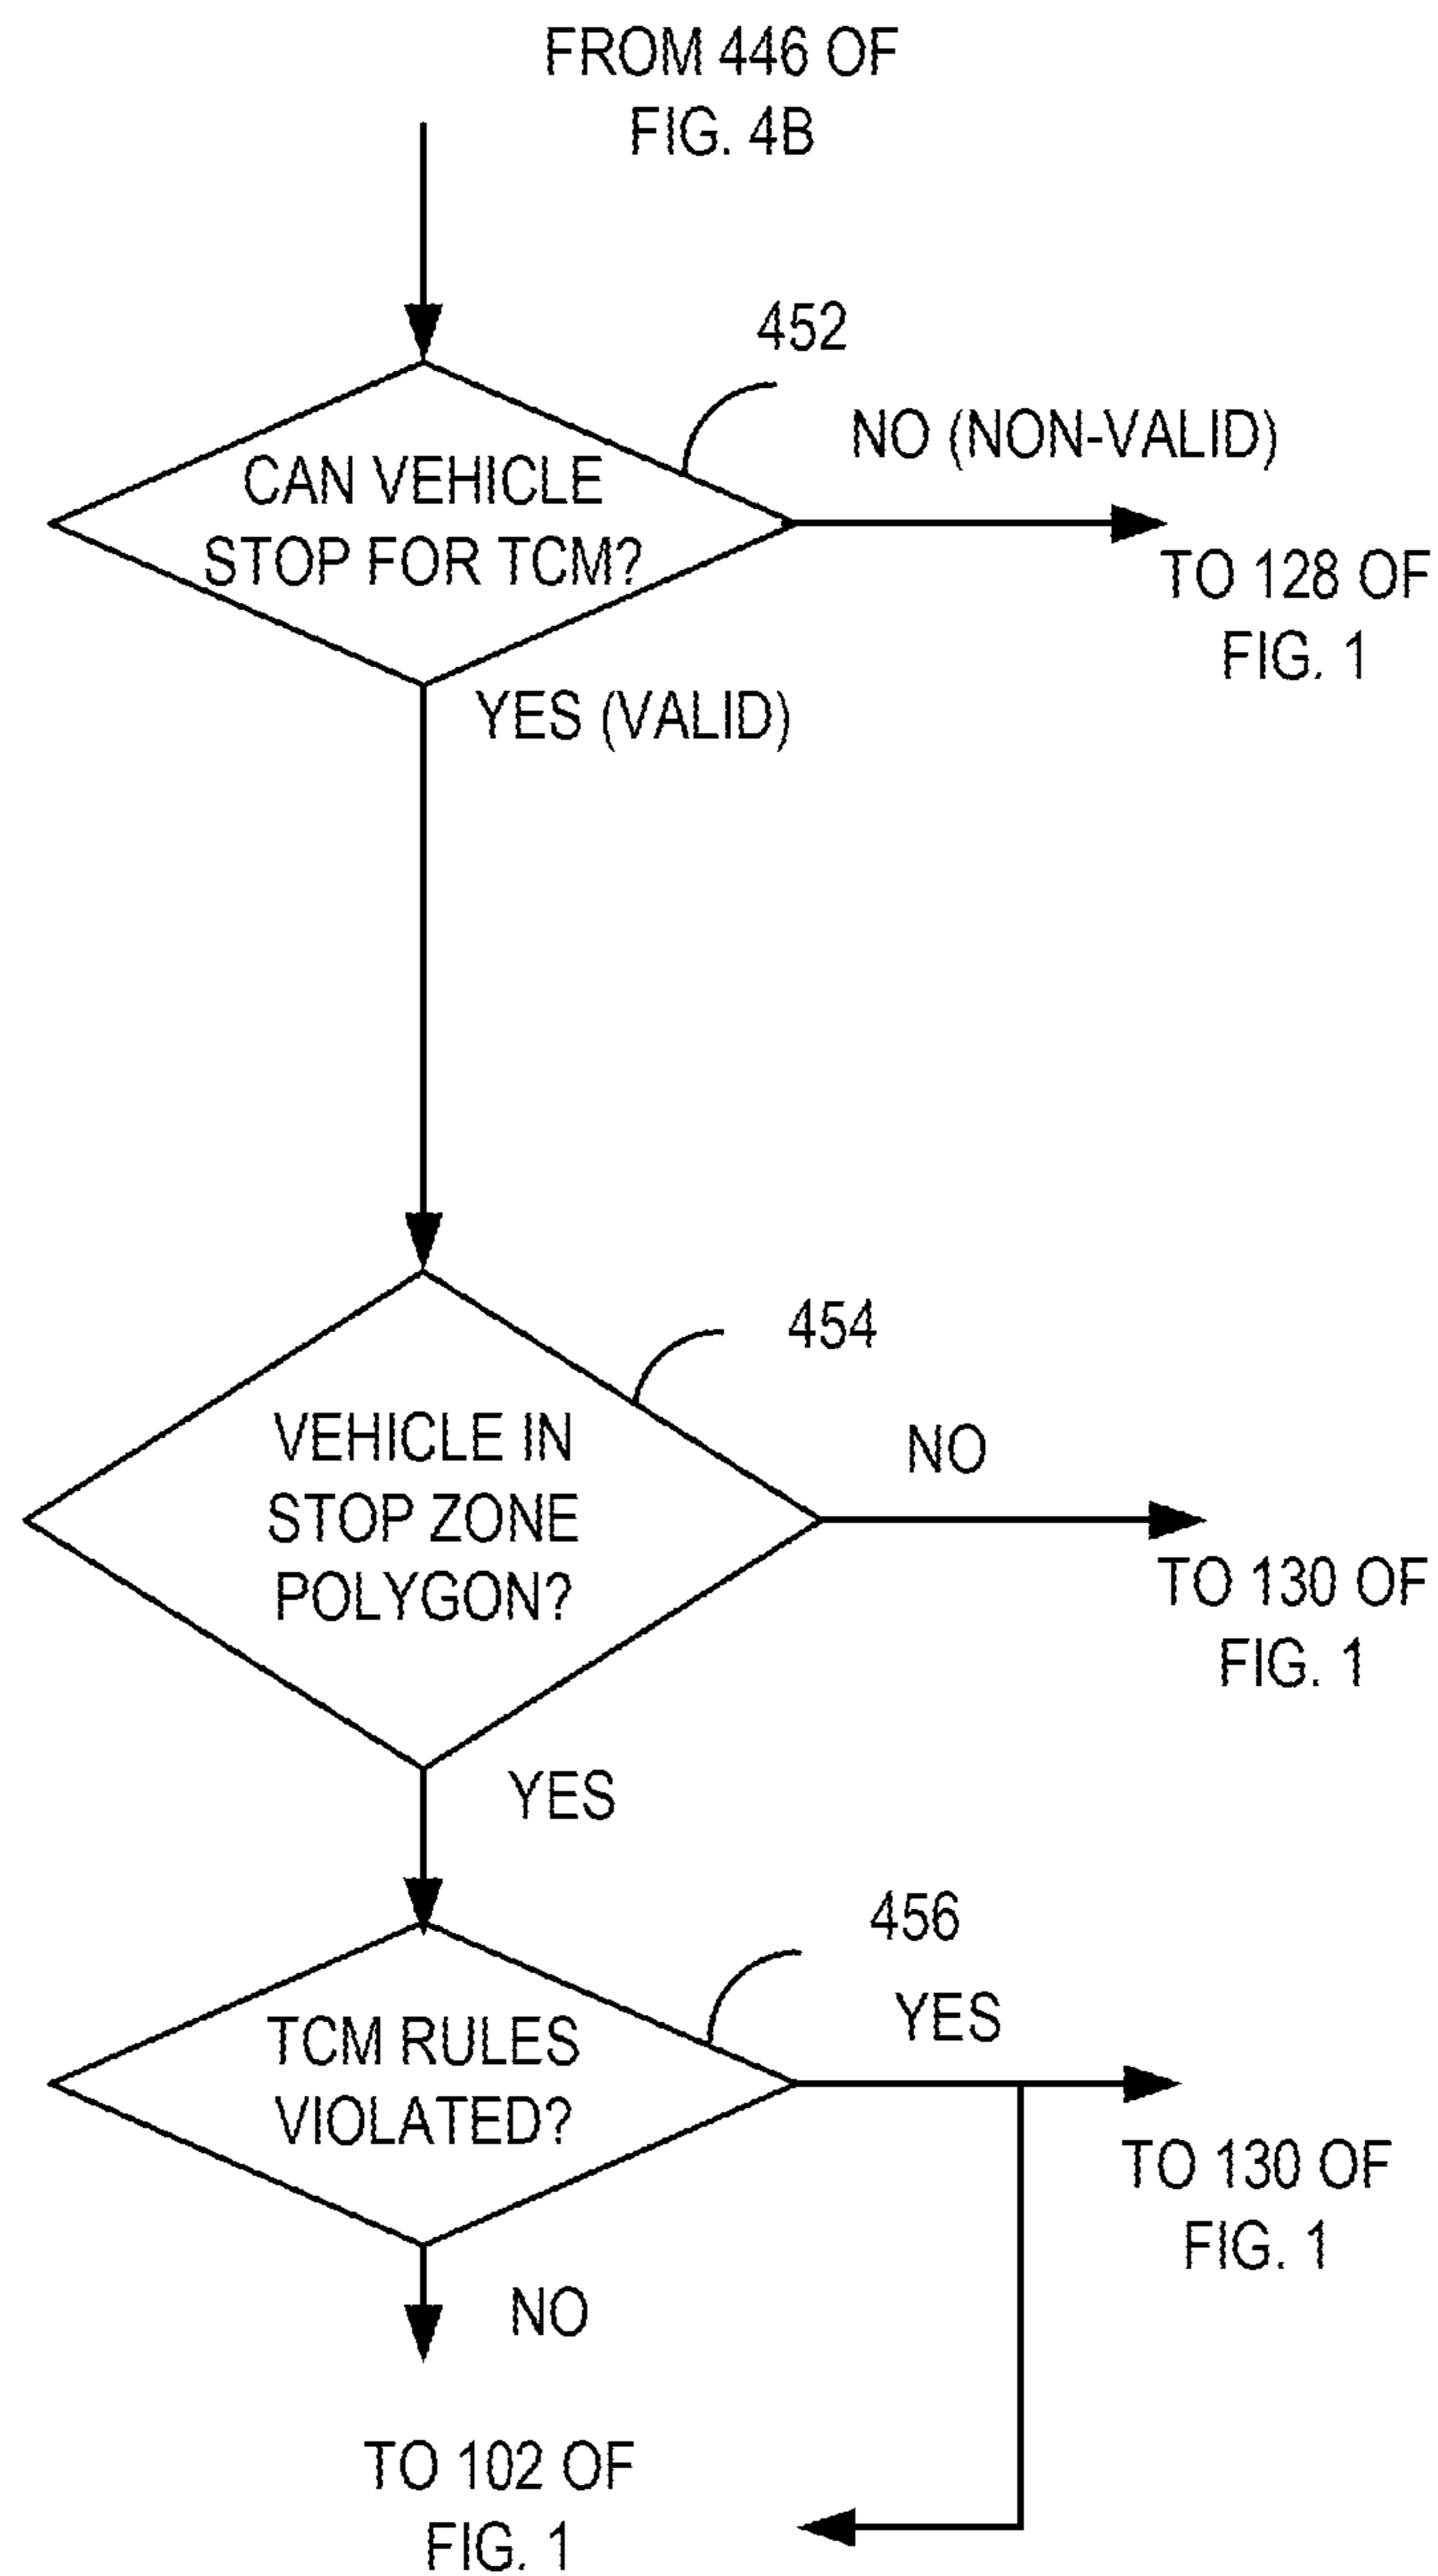 FROM 446 OF
FIG. 4B
452
NO (NON-VALID)
CAN VEHICLE
STOP FOR TCM?
TO 128 OF
FIG. 1
YES (VALID)
454
VEHICLE IN
STOP ZONE
POLYGON?
NO
TO 130 OF
FIG. 1
YES
456
YES
TCM RULES
VIOLATED?
TO 130 OF
FIG. 1
NO
TO 102 OF
FIG. 1